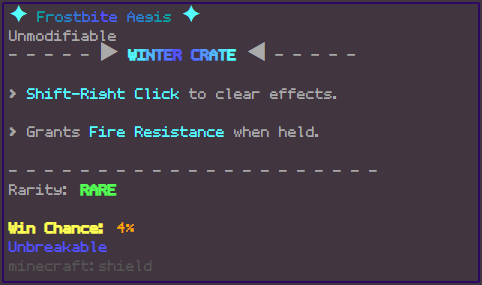 ✦ Frostbite Aegis ✦
Unmodifiable
- - - - - ▶ WINTER CRATE ◀ - - - - -
> Shift-Right Click to clear effects.
> Grants Fire Resistance when held.
- - - - - - - - - - - - - - - - - - - - - -
Rarity: RARE
Win Chance: 4%
Unbreakable
minecraft:shield